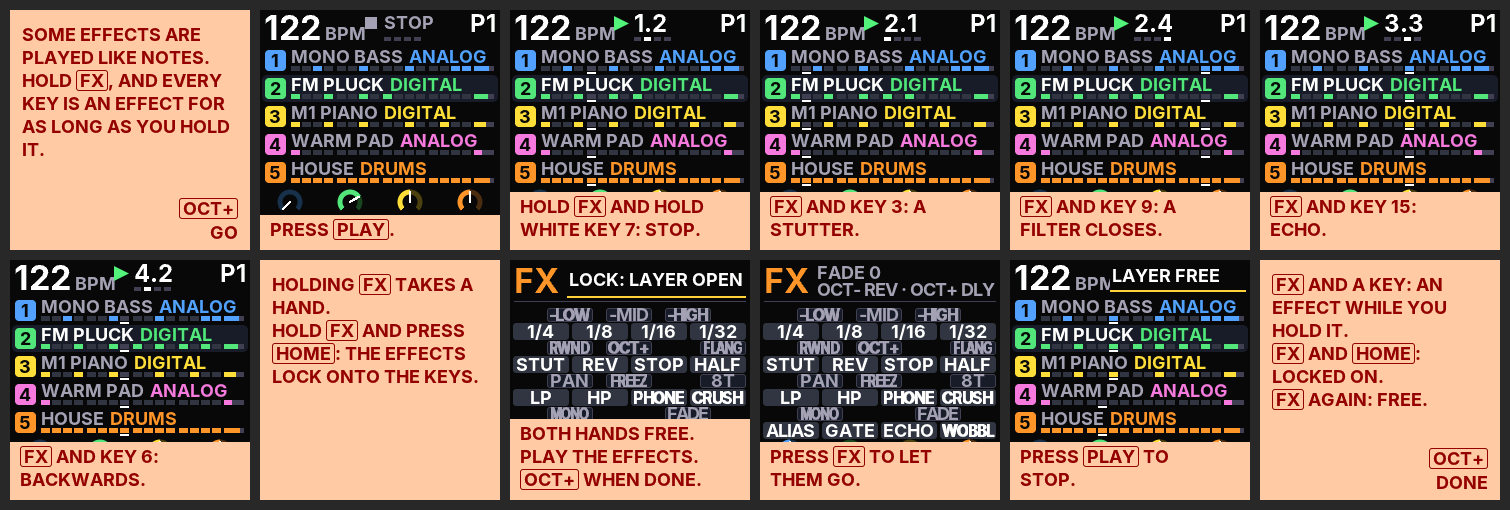 SOME EFFECTS ARE
PLAYED LIKE NOTES.
HOLD FX, AND EVERY
KEY IS AN EFFECT FOR
AS LONG AS YOU HOLD
IT.
OCT+
GO
122 BPM STOP P1
1 MONO BASS ANALOG
2 FM PLUCK DIGITAL
3 M1 PIANO DIGITAL
4 WARM PAD ANALOG
5 HOUSE DRUMS
PRESS PLAY.
122 BPM 1.2 P1
1 MONO BASS ANALOG
2 FM PLUCK DIGITAL
3 M1 PIANO DIGITAL
4 WARM PAD ANALOG
5 HOUSE DRUMS
HOLD FX AND HOLD
WHITE KEY 7: STOP.
122 BPM 2.1 P1
1 MONO BASS ANALOG
2 FM PLUCK DIGITAL
3 M1 PIANO DIGITAL
4 WARM PAD ANALOG
5 HOUSE DRUMS
FX AND KEY 3: A
STUTTER.
122 BPM 2.4 P1
1 MONO BASS ANALOG
2 FM PLUCK DIGITAL
3 M1 PIANO DIGITAL
4 WARM PAD ANALOG
5 HOUSE DRUMS
FX AND KEY 9: A
FILTER CLOSES.
122 BPM 3.3 P1
1 MONO BASS ANALOG
2 FM PLUCK DIGITAL
3 M1 PIANO DIGITAL
4 WARM PAD ANALOG
5 HOUSE DRUMS
FX AND KEY 15:
ECHO.
122 BPM 4.2 P1
1 MONO BASS ANALOG
2 FM PLUCK DIGITAL
3 M1 PIANO DIGITAL
4 WARM PAD ANALOG
5 HOUSE DRUMS
FX AND KEY 6:
BACKWARDS.
HOLDING FX TAKES A
HAND.
HOLD FX AND PRESS
HOME: THE EFFECTS
LOCK ONTO THE KEYS.
FX LOCK: LAYER OPEN
-LOW -MID -HIGH
1/4 1/8 1/16 1/32
RWND OCT+ FLANG
STUT REV STOP HALF
PAN FREEZ 8T
LP HP PHONE CRUSH
MONO FADE
BOTH HANDS FREE.
PLAY THE EFFECTS.
OCT+ WHEN DONE.
FX FADE 0
OCT- REV · OCT+ DLY
-LOW -MID -HIGH
1/4 1/8 1/16 1/32
RWND OCT+ FLANG
STUT REV STOP HALF
PAN FREEZ 8T
LP HP PHONE CRUSH
MONO FADE
ALIAS GATE ECHO WOBBL
PRESS FX TO LET
THEM GO.
122 BPM LAYER FREE
1 MONO BASS ANALOG
2 FM PLUCK DIGITAL
3 M1 PIANO DIGITAL
4 WARM PAD ANALOG
5 HOUSE DRUMS
PRESS PLAY TO
STOP.
FX AND A KEY: AN
EFFECT WHILE YOU
HOLD IT.
FX AND HOME:
LOCKED ON.
FX AGAIN: FREE.
OCT+
DONE